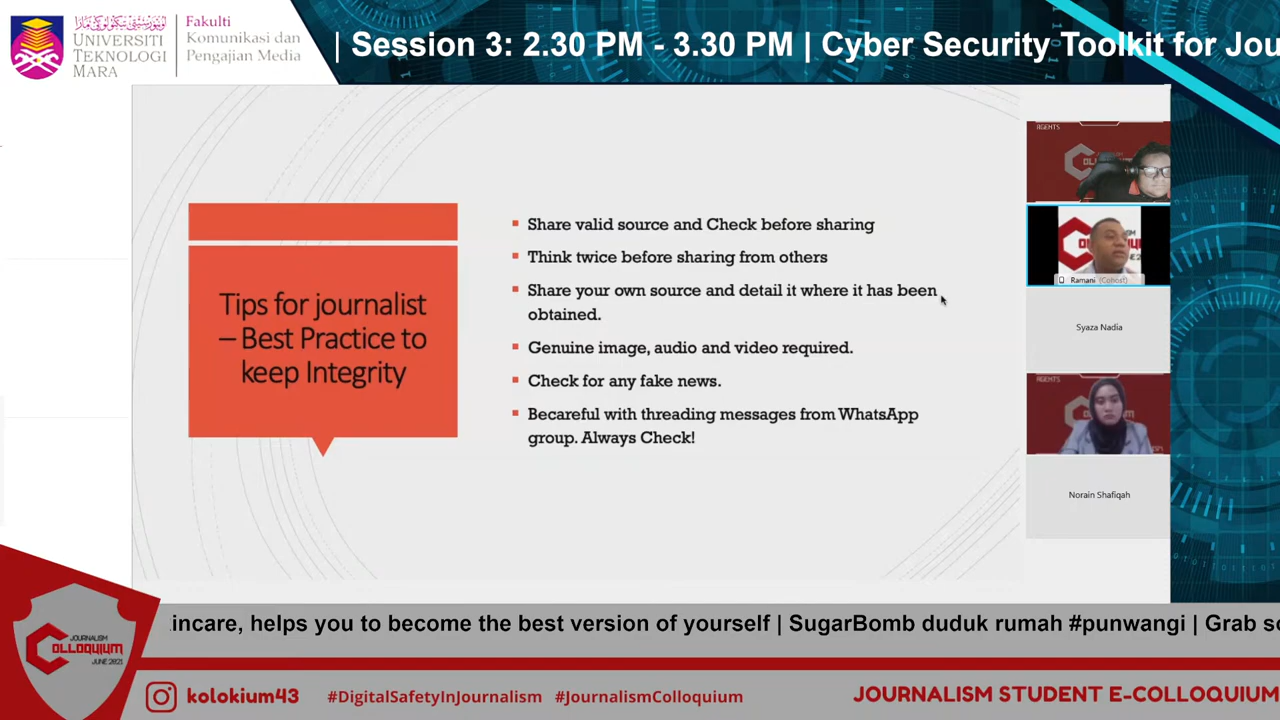 UNIVERSITI
TEKNOLOGI
MARA
Fakulti
Komunikasi dan
Pengajian Media
| Session 3: 2.30 PM - 3.30 PM | Cyber Security Toolkit for Jou
Tips for journalist
– Best Practice to
keep Integrity
Share valid source and Check before sharing
Think twice before sharing from others
Share your own source and detail it where it has been
obtained.
Genuine image, audio and video required.
Check for any fake news.
Becareful with threading messages from WhatsApp
group. Always Check!
AGENTS
Ramani (Cohost)
Syaza Nadia
AGENTS
Norain Shafiqah
JOURNALISM
COLLOQUIUM
JUNE 2021
incare, helps you to become the best version of yourself | SugarBomb duduk rumah #punwangi | Grab so
kolokium43
#DigitalSafetyInJournalism #JournalismColloquium
JOURNALISM STUDENT E-COLLOQUIUM